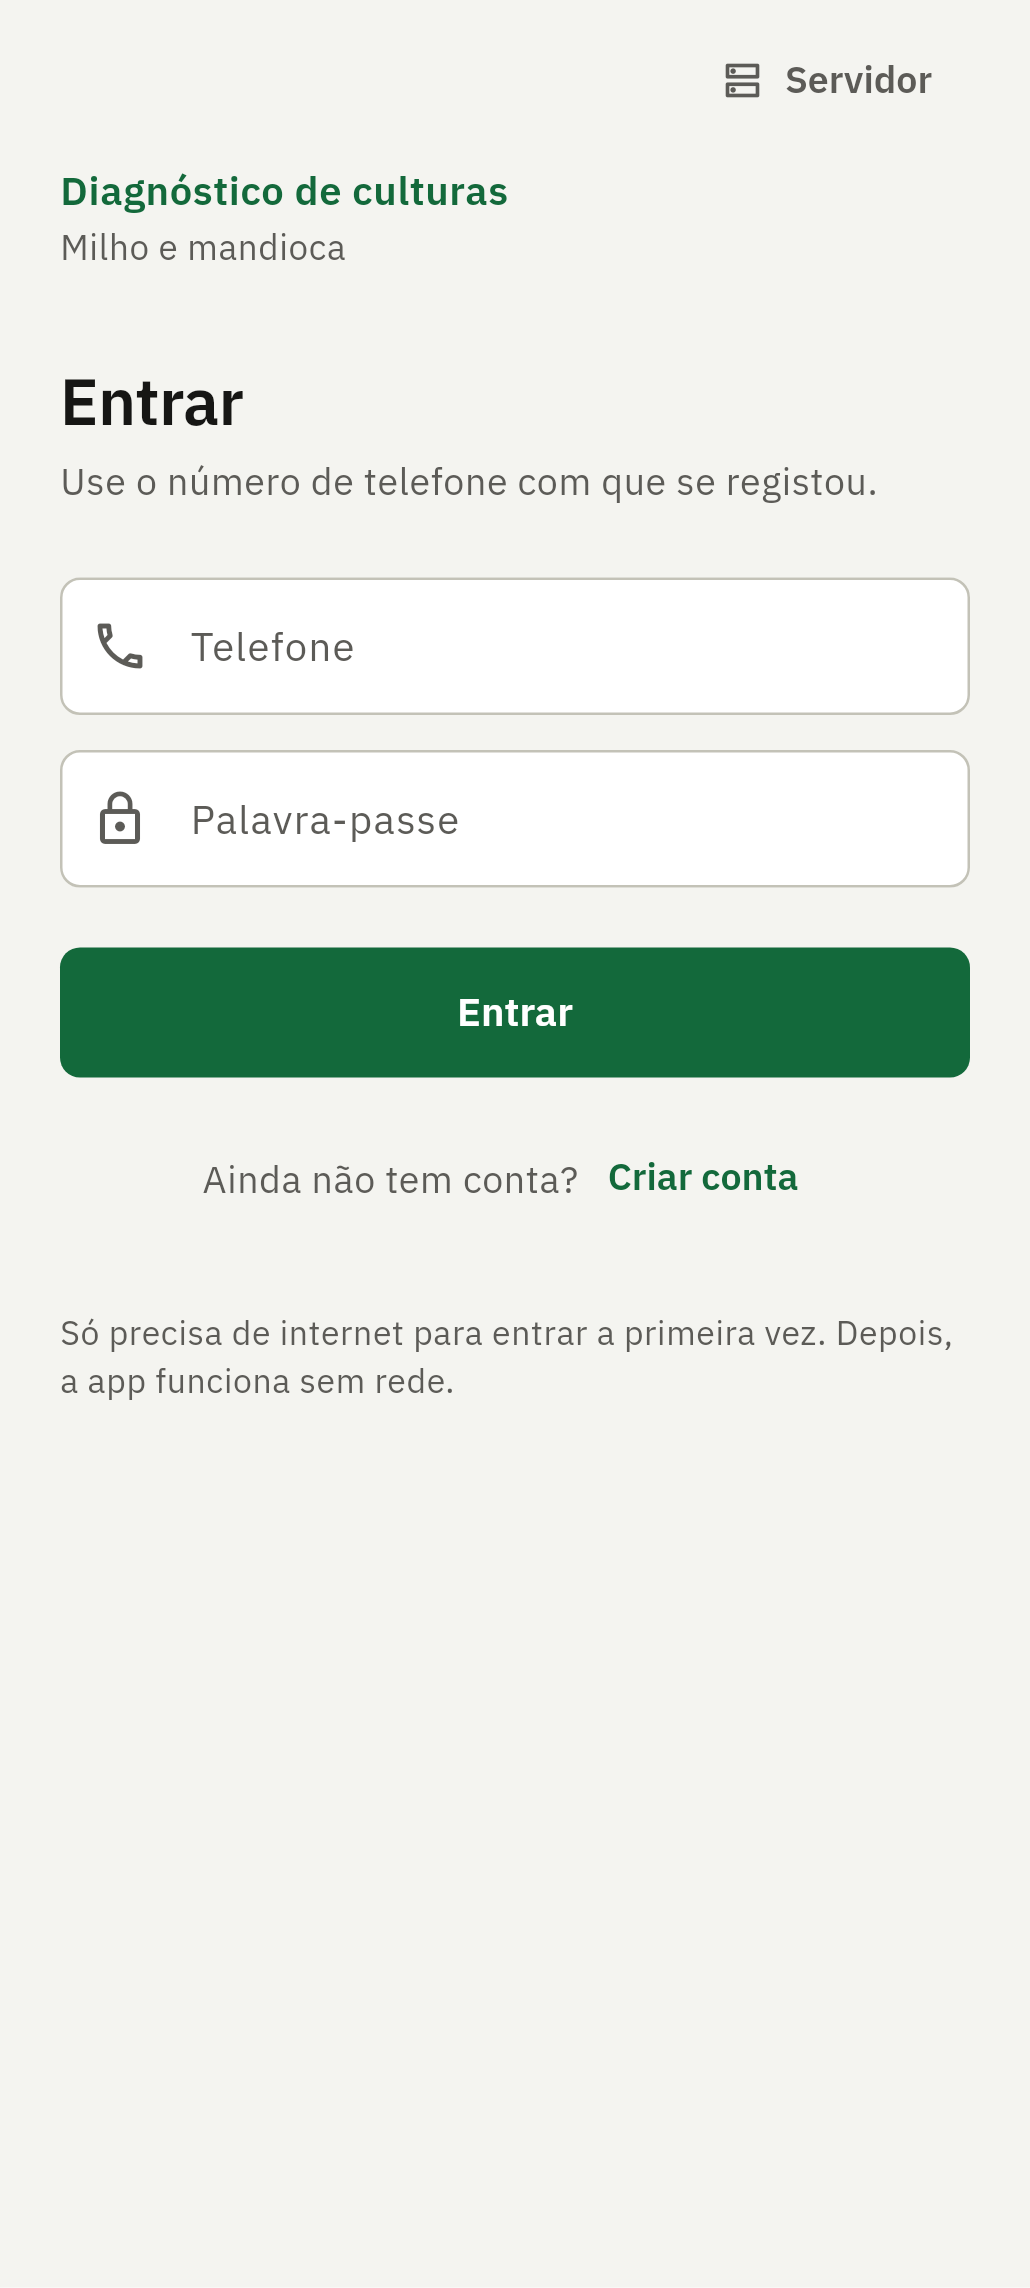 Servidor
Diagnóstico de culturas
Milho e mandioca
Entrar
Use o número de telefone com que se registou.
Telefone
Palavra-passe
Entrar
Ainda não tem conta? Criar conta
Só precisa de internet para entrar a primeira vez. Depois,
a app funciona sem rede.